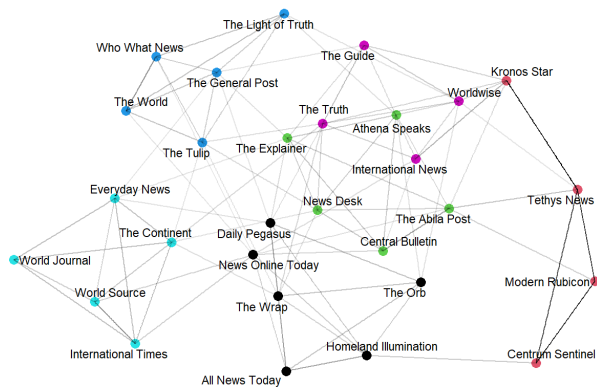 The Light of Truth
Who What News
The Guide
The General Post
Kronos Star
The World
Worldwise
The Truth
Athena Speaks
The Tulip
The Explainer
International News
Everyday News
News Desk
Tethys News
The Abila Post
The Continent
Daily Pegasus
Central Bulletin
World Journal
News Online Today
Modern Rubicon
World Source
The Orb
The Wrap
International Times
Homeland Illumination
Centrum Sentinel
All News Today